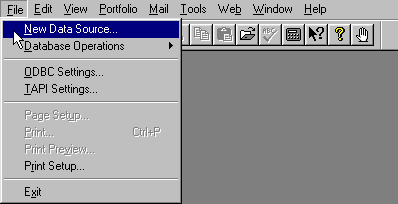 File Edit View Portfolio Mail Tools Web Window Help
New Data Source...
Database Operations
ODBC Settings...
TAPI Settings...
Page Setup...
Print... Ctrl+P
Print Preview...
Print Setup...
Exit
ABC
?
?